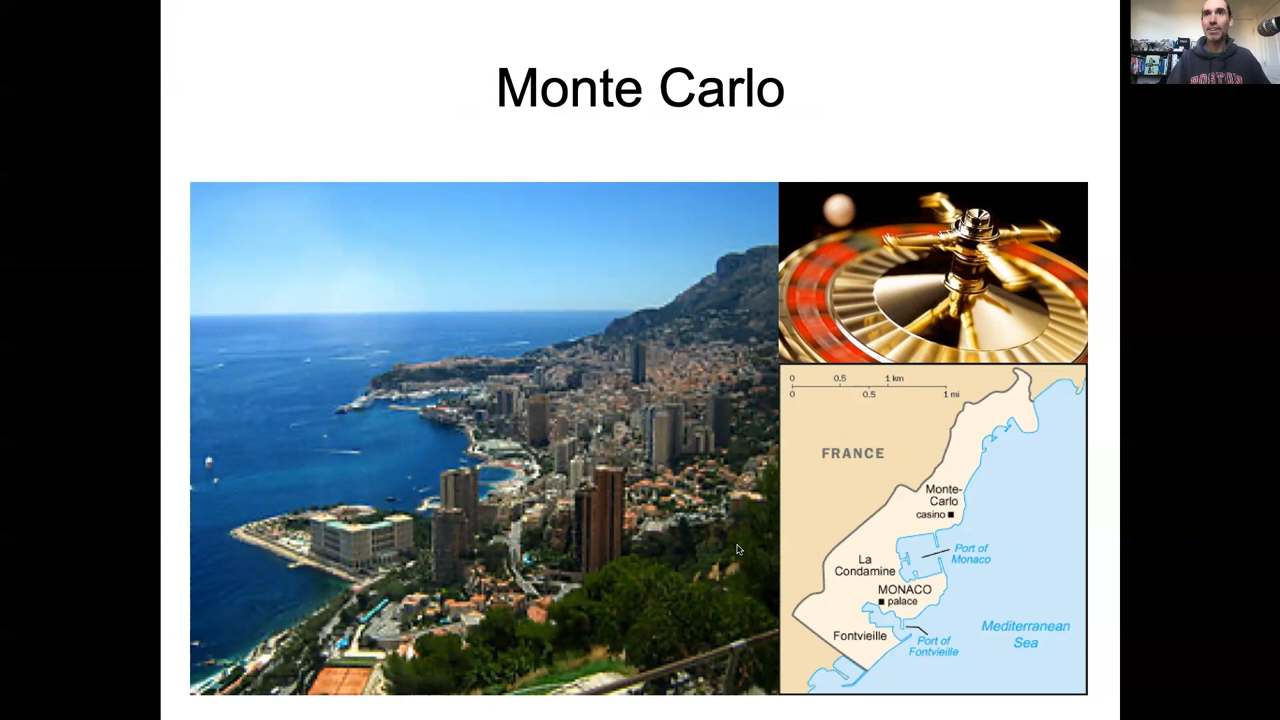 Monte Carlo
0 0.5 1 km
0 0.5 1 mi
FRANCE
Monte-
Carlo
casino
Port of
Monaco
La
Condamine
MONACO
palace
Fontvieille
Port of
Fontvieille
Mediterranean
Sea
BOSTON